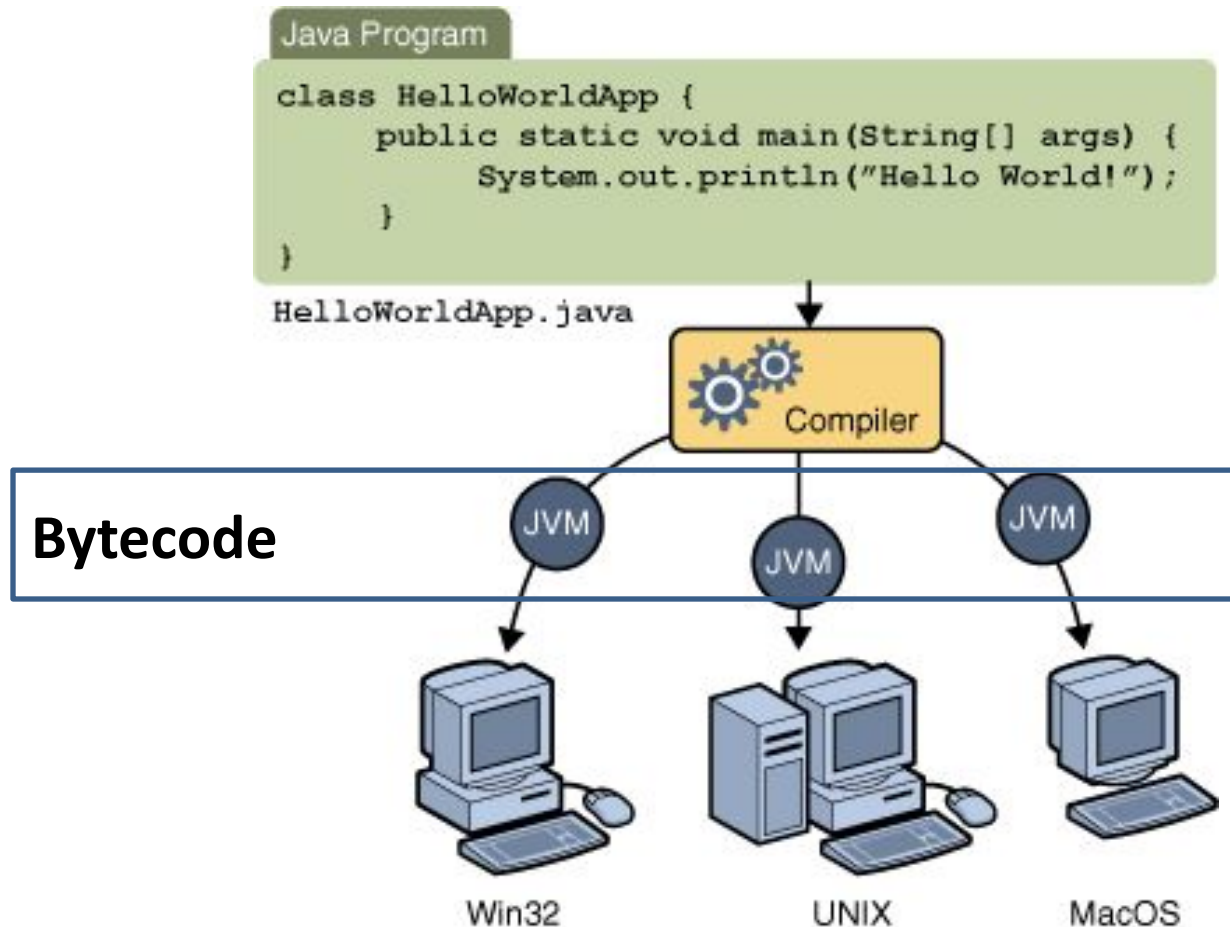 Java Program
class HelloWorldApp {
    public static void main(String[] args) {
        System.out.println("Hello World!");
    }
}
HelloWorldApp.java
Compiler
Bytecode
JVM
JVM
JVM
Win32
UNIX
MacOS